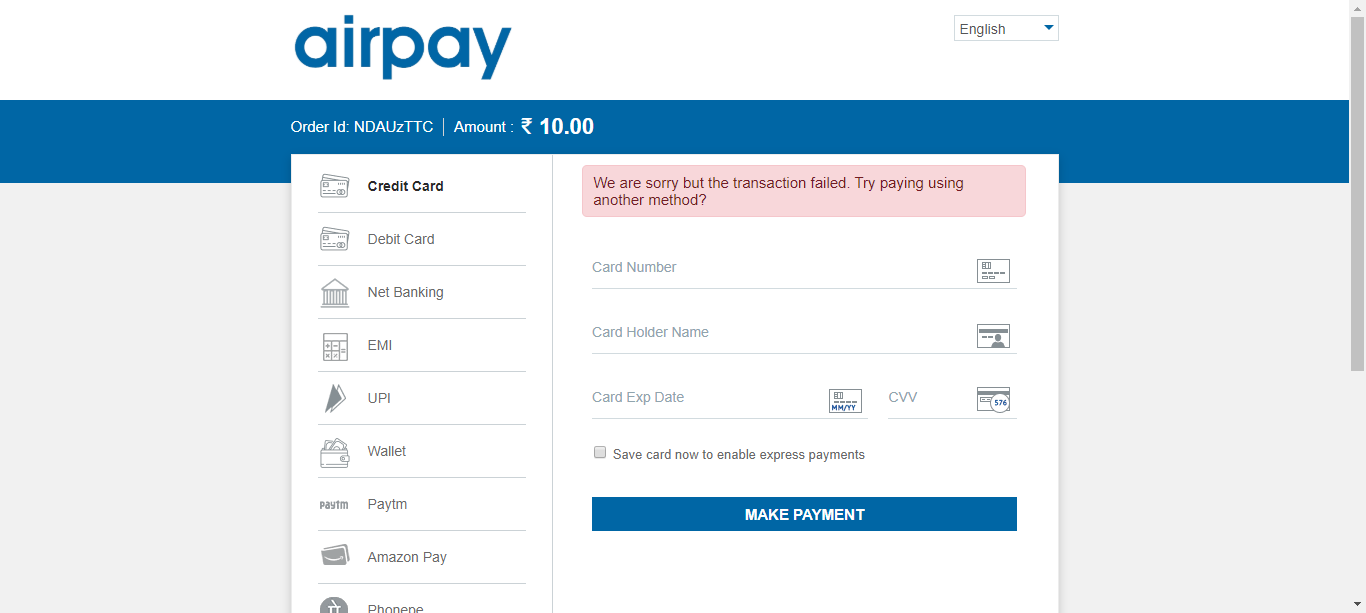 airpay
English
Order Id: NDAUzTTC
Amount : ₹ 10.00
Credit Card
Debit Card
Net Banking
EMI
UPI
Wallet
paytm Paytm
Amazon Pay
Phonepe
We are sorry but the transaction failed. Try paying using
another method?
Card Number
Card Holder Name
Card Exp Date
MM/YY
CVV
576
Save card now to enable express payments
MAKE PAYMENT